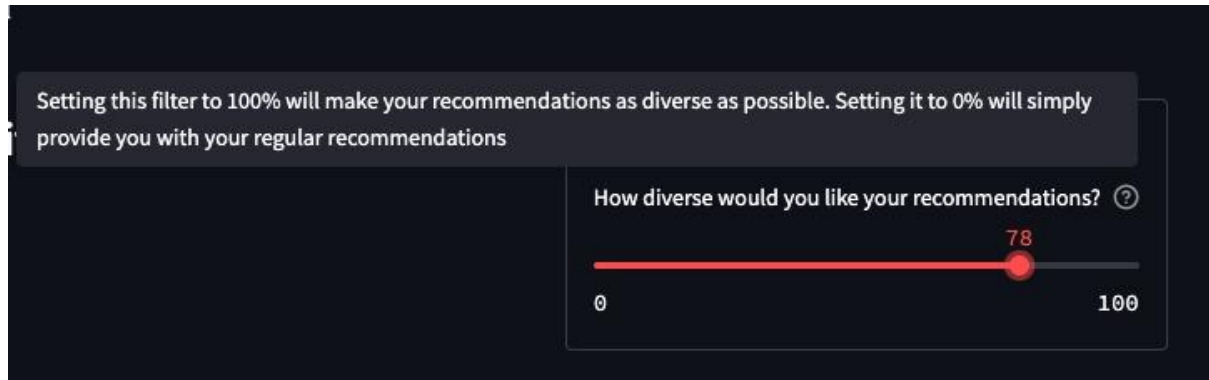 Setting this filter to 100% will make your recommendations as diverse as possible. Setting it to 0% will simply
provide you with your regular recommendations
How diverse would you like your recommendations?
78
0 100